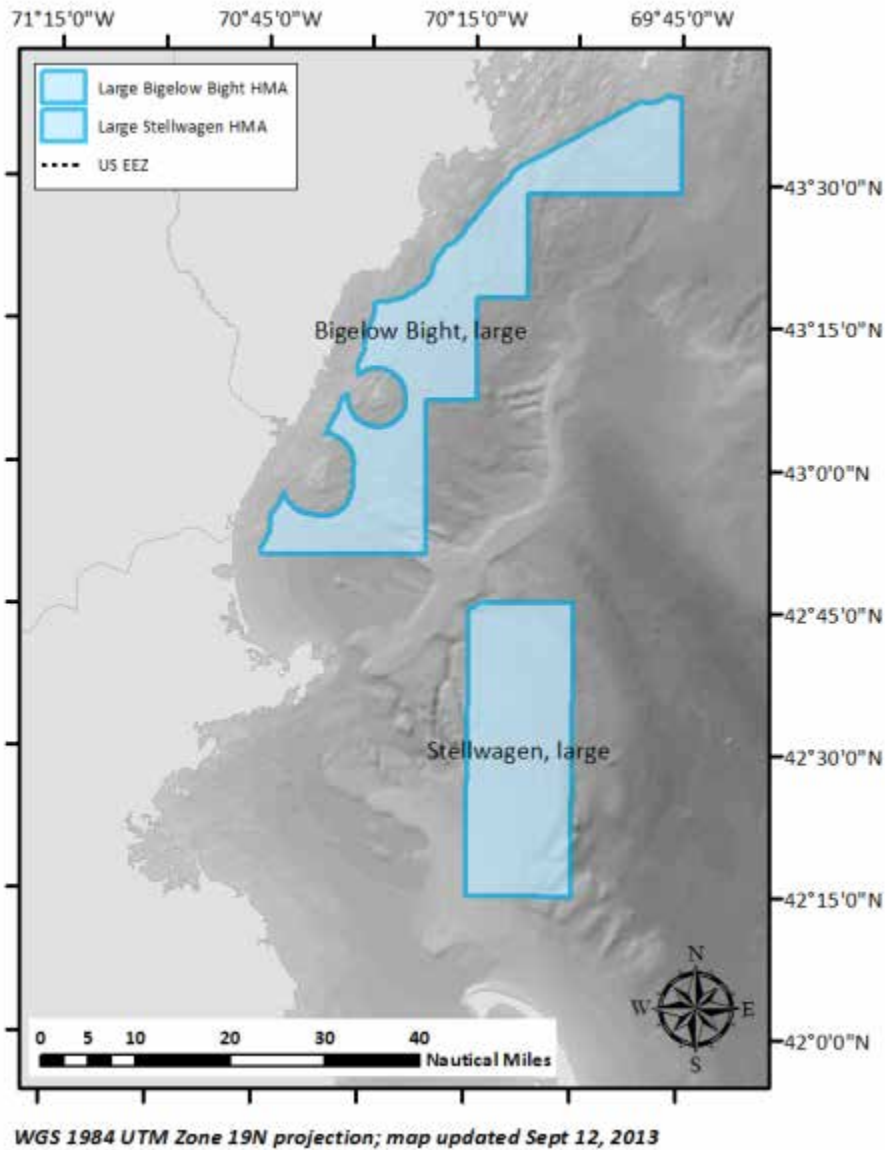 71°15'0"W 70°45'0"W 70°15'0"W 69°45'0"W
Large Bigelow Bight HMA
Large Stellwagen HMA
US EEZ
43°30'0"N
Bigelow Bight, large
43°15'0"N
43°0'0"N
42°45'0"N
Stellwagen, large
42°30'0"N
42°15'0"N
N
W E
S
0 5 10 20 30 40
Nautical Miles
42°0'0"N
WGS 1984 UTM Zone 19N projection; map updated Sept 12, 2013